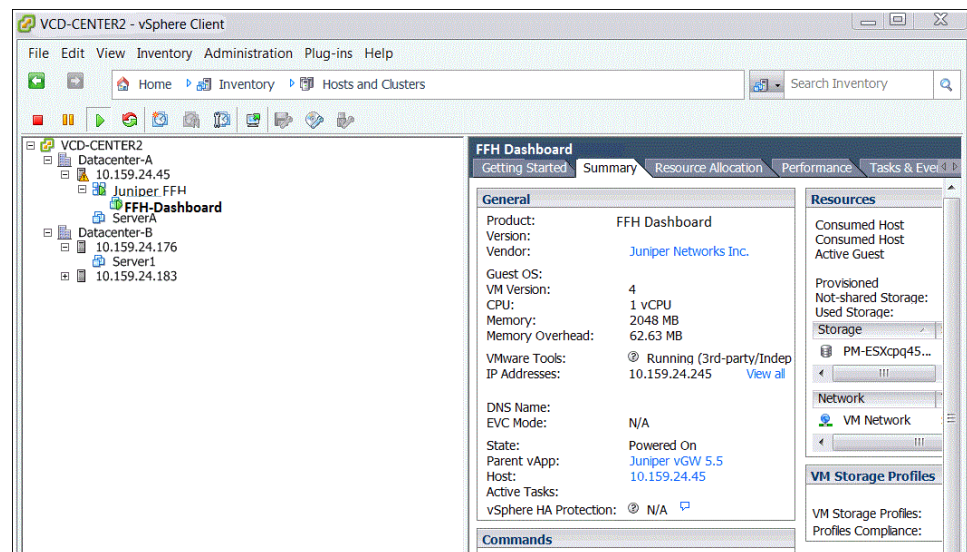 VCD-CENTER2 - vSphere Client
File Edit View Inventory Administration Plug-ins Help
Home Inventory Hosts and Clusters
Search Inventory
VCD-CENTER2
Datacenter-A
10.159.24.45
Juniper FFH
FFH-Dashboard
ServerA
Datacenter-B
10.159.24.176
Server1
10.159.24.183
FFH Dashboard
Getting Started Summary Resource Allocation Performance Tasks & Eve
General
Product: FFH Dashboard
Version:
Vendor: Juniper Networks Inc.
Guest OS:
VM Version: 4
CPU: 1 vCPU
Memory: 2048 MB
Memory Overhead: 62.63 MB
VMware Tools: Running (3rd-party/Indep
IP Addresses: 10.159.24.245 View all
DNS Name:
EVC Mode: N/A
State: Powered On
Parent vApp: Juniper vGW 5.5
Host: 10.159.24.45
Active Tasks:
vSphere HA Protection: N/A
Commands
Resources
Consumed Host
Consumed Host
Active Guest
Provisioned
Not-shared Storage:
Used Storage:
Storage
PM-ESXcpq45...
Network
VM Network
VM Storage Profiles
VM Storage Profiles:
Profiles Compliance: